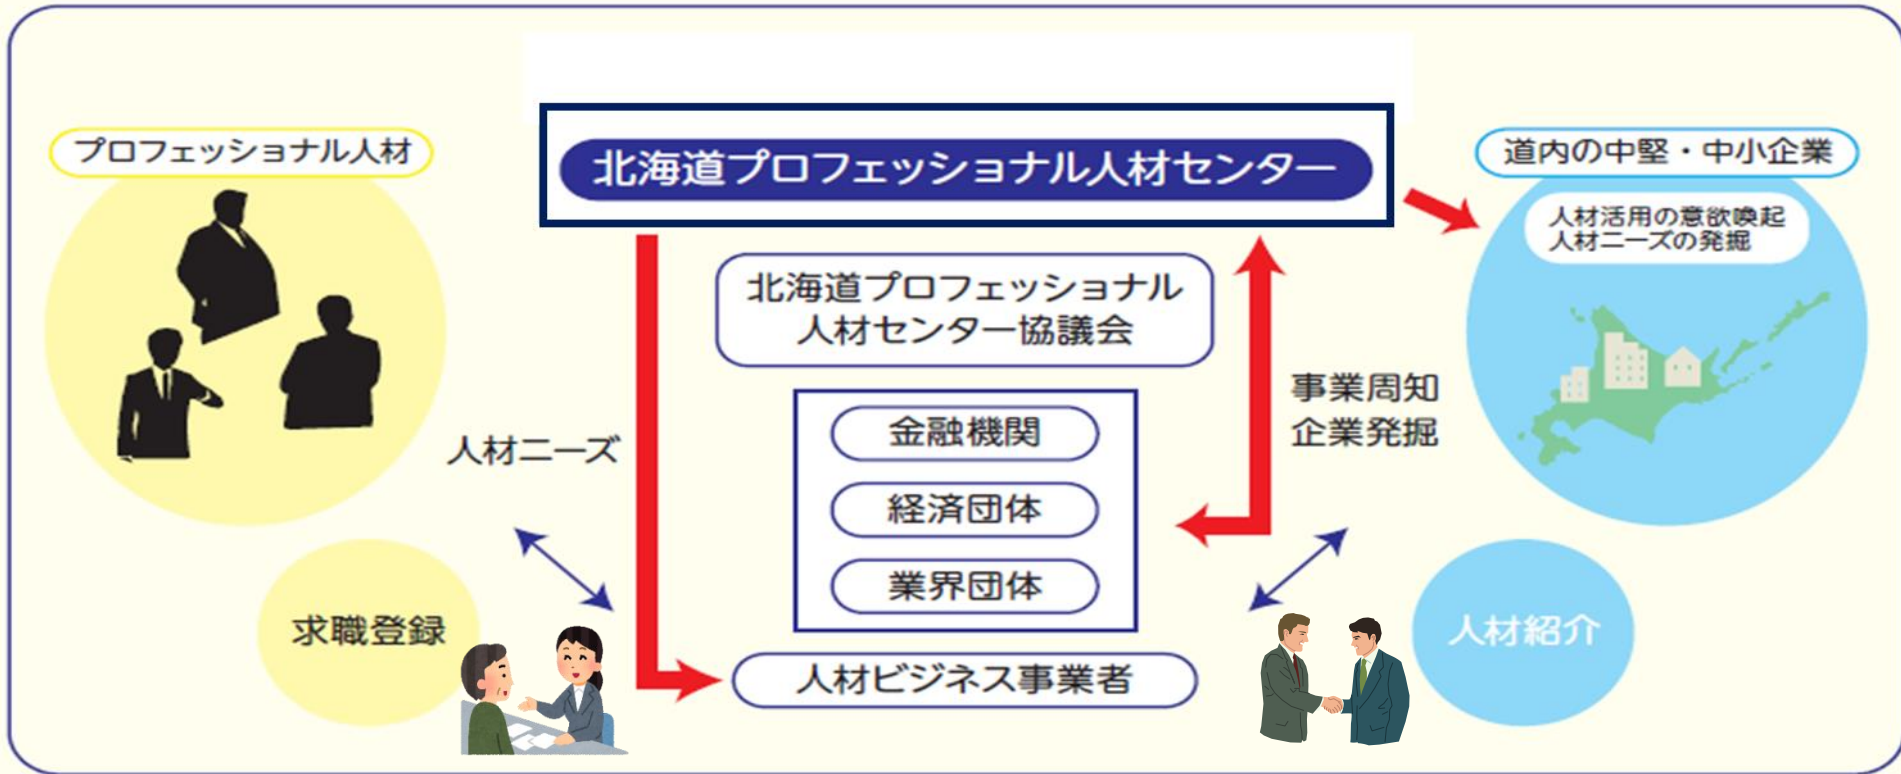 プロフェッショナル人材
北海道プロフェッショナル人材センター
道内の中堅・中小企業
人材活用の意欲喚起
人材ニーズの発掘
北海道プロフェッショナル
人材センター協議会
事業周知
企業発掘
人材ニーズ
金融機関
経済団体
業界団体
求職登録
人材紹介
人材ビジネス事業者